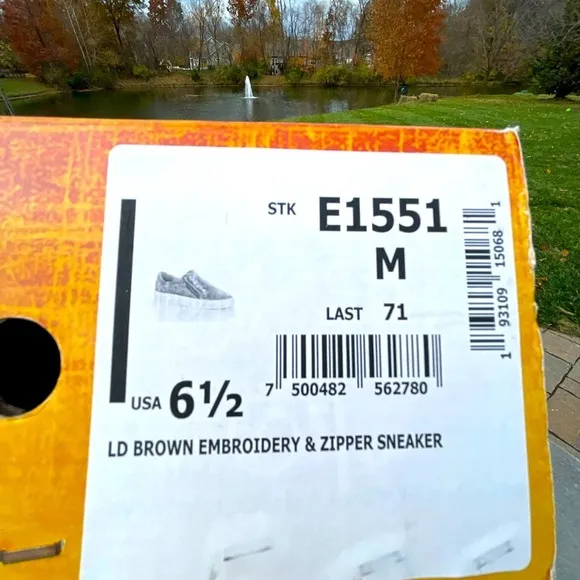 STK E1551
M
LAST 71
USA 6½
7 500482 562780
LD BROWN EMBROIDERY & ZIPPER SNEAKER
1 93109 15068 1